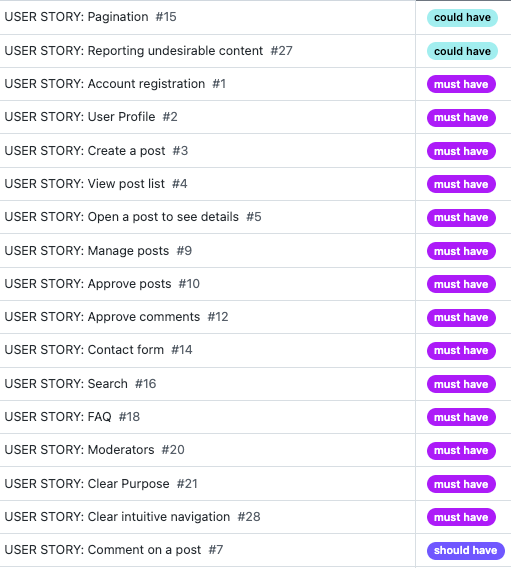 USER STORY: Pagination #15 could have
USER STORY: Reporting undesirable content #27 could have
USER STORY: Account registration #1 must have
USER STORY: User Profile #2 must have
USER STORY: Create a post #3 must have
USER STORY: View post list #4 must have
USER STORY: Open a post to see details #5 must have
USER STORY: Manage posts #9 must have
USER STORY: Approve posts #10 must have
USER STORY: Approve comments #12 must have
USER STORY: Contact form #14 must have
USER STORY: Search #16 must have
USER STORY: FAQ #18 must have
USER STORY: Moderators #20 must have
USER STORY: Clear Purpose #21 must have
USER STORY: Clear intuitive navigation #28 must have
USER STORY: Comment on a post #7 should have